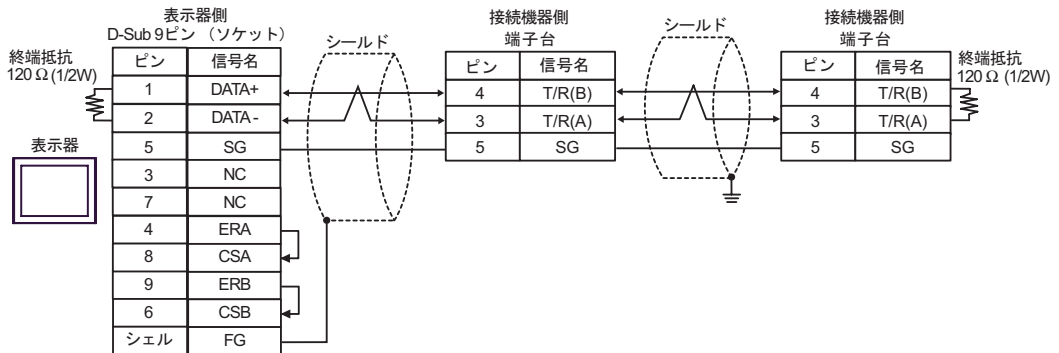 表示器側
D-Sub 9ピン (ソケット)
終端抵抗
120 Ω (1/2W)
ピン 信号名
1 DATA+
2 DATA-
5 SG
3 NC
7 NC
4 ERA
8 CSA
9 ERB
6 CSB
シェル FG
表示器
シールド
接続機器側
端子台
ピン 信号名
4 T/R(B)
3 T/R(A)
5 SG
シールド
接続機器側
端子台
ピン 信号名
4 T/R(B)
3 T/R(A)
5 SG
終端抵抗
120 Ω (1/2W)